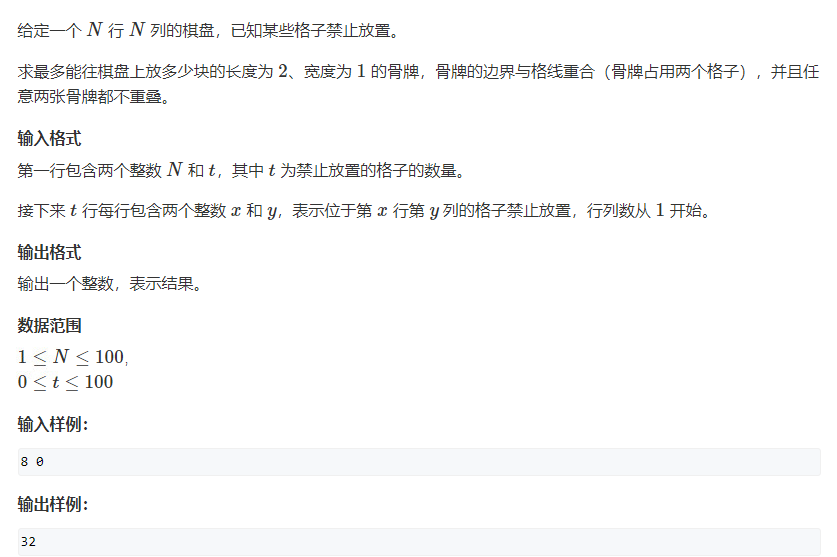 给定一个 N 行 N 列的棋盘，已知某些格子禁止放置。
求最多能往棋盘上放多少块的长度为 2、宽度为 1 的骨牌，骨牌的边界与格线重合（骨牌占用两个格子），并且任
意两张骨牌都不重叠。
输入格式
第一行包含两个整数 N 和 t，其中 t 为禁止放置的格子的数量。
接下来 t 行每行包含两个整数 x 和 y，表示位于第 x 行第 y 列的格子禁止放置，行列数从 1 开始。
输出格式
输出一个整数，表示结果。
数据范围
1 ≤ N ≤ 100,
0 ≤ t ≤ 100
输入样例：
8 0
输出样例：
32